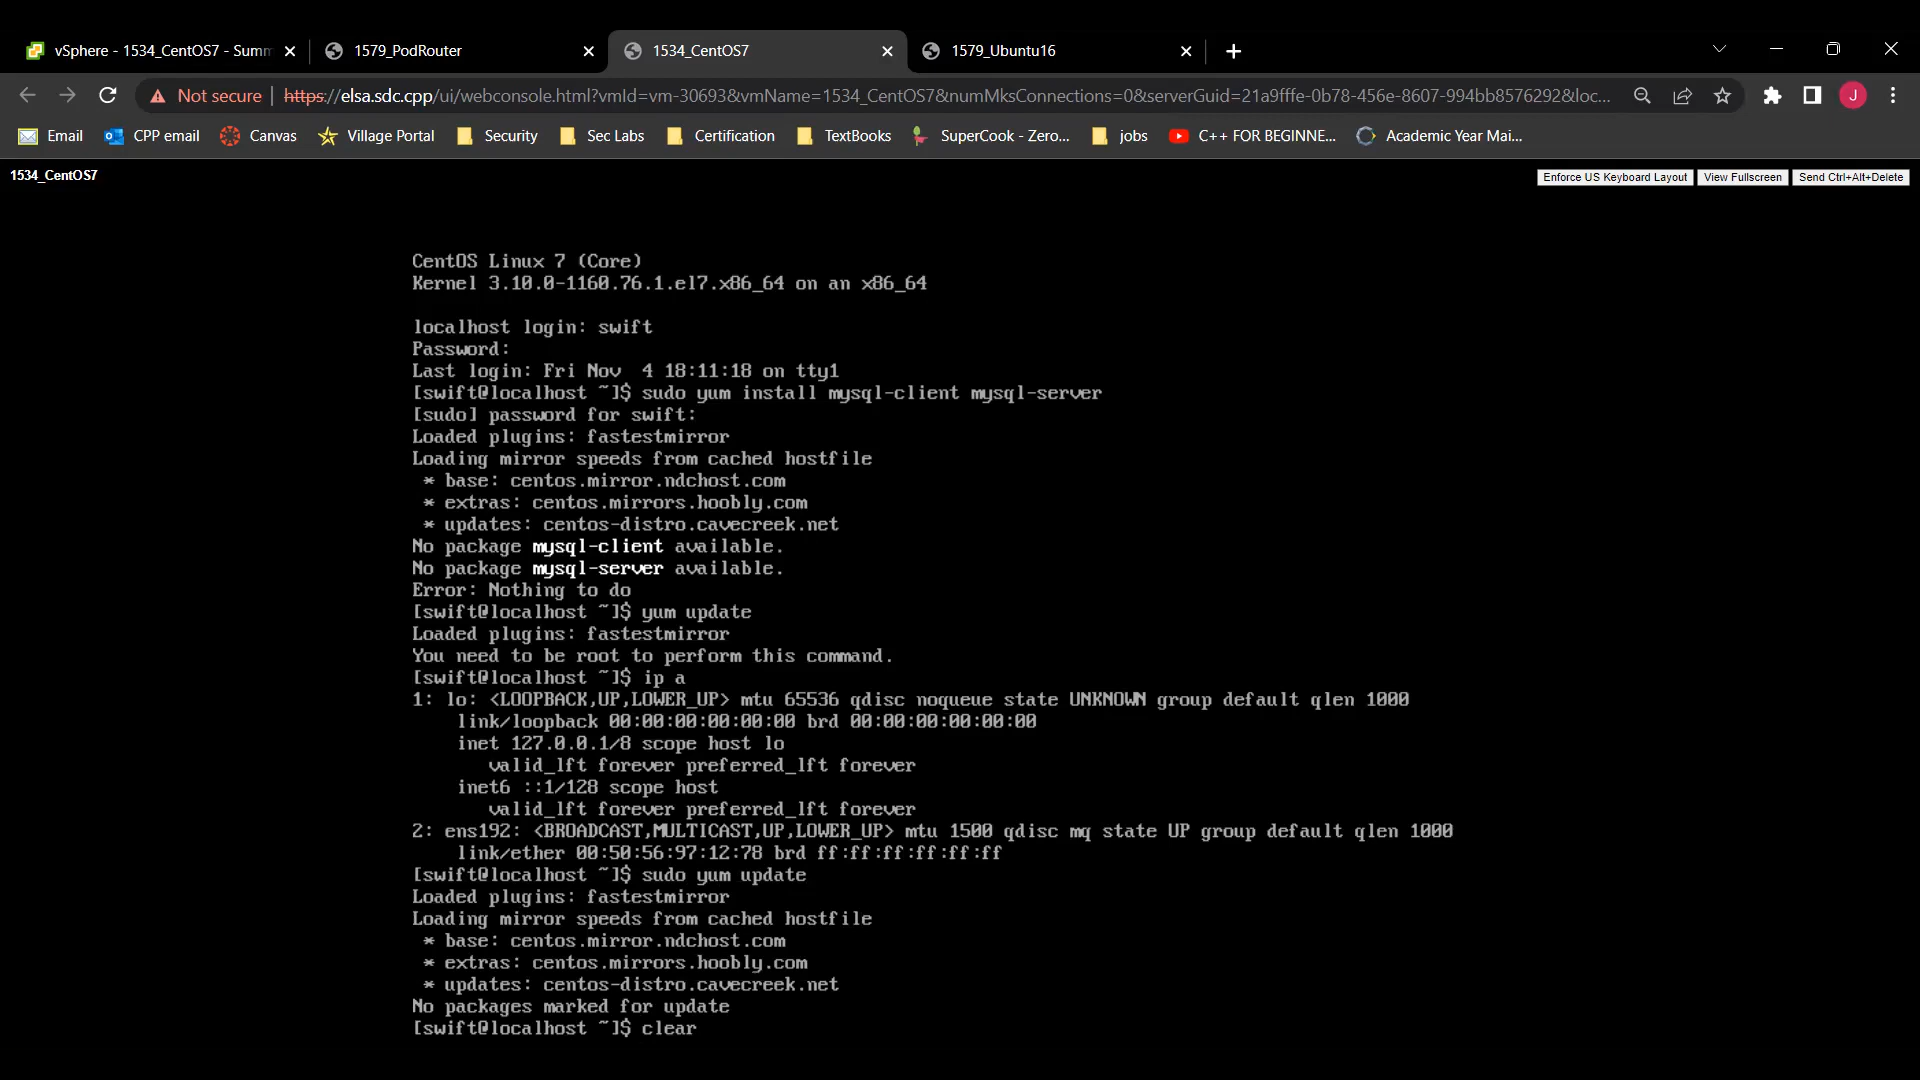 vSphere - 1534_CentOS7 - Summ
1579_PodRouter
1534_CentOS7
1579_Ubuntu16
Not secure | https://elsa.sdc.cpp/ui/webconsole.html?vmId=vm-30693&vmName=1534_CentOS7&numMksConnections=0&serverGuid=21a9fffe-0b78-456e-8607-994bb8576292&loc...
J
Email
CPP email
Canvas
Village Portal
Security
Sec Labs
Certification
TextBooks
SuperCook - Zero...
jobs
C++ FOR BEGINNE...
Academic Year Mai...
1534_CentOS7
Enforce US Keyboard Layout
View Fullscreen
Send Ctrl+Alt+Delete
CentOS Linux 7 (Core)
Kernel 3.10.0-1160.76.1.el7.x86_64 on an x86_64
localhost login: swift
Password:
Last login: Fri Nov  4 18:11:18 on tty1
[swift@localhost ~]$ sudo yum install mysql-client mysql-server
[sudo] password for swift:
Loaded plugins: fastestmirror
Loading mirror speeds from cached hostfile
 * base: centos.mirror.ndchost.com
 * extras: centos.mirrors.hoobly.com
 * updates: centos-distro.cavecreek.net
No package mysql-client available.
No package mysql-server available.
Error: Nothing to do
[swift@localhost ~]$ yum update
Loaded plugins: fastestmirror
You need to be root to perform this command.
[swift@localhost ~]$ ip a
1: lo: <LOOPBACK,UP,LOWER_UP> mtu 65536 qdisc noqueue state UNKNOWN group default qlen 1000
    link/loopback 00:00:00:00:00:00 brd 00:00:00:00:00:00
    inet 127.0.0.1/8 scope host lo
       valid_lft forever preferred_lft forever
    inet6 ::1/128 scope host
       valid_lft forever preferred_lft forever
2: ens192: <BROADCAST,MULTICAST,UP,LOWER_UP> mtu 1500 qdisc mq state UP group default qlen 1000
    link/ether 00:50:56:97:12:78 brd ff:ff:ff:ff:ff:ff
[swift@localhost ~]$ sudo yum update
Loaded plugins: fastestmirror
Loading mirror speeds from cached hostfile
 * base: centos.mirror.ndchost.com
 * extras: centos.mirrors.hoobly.com
 * updates: centos-distro.cavecreek.net
No packages marked for update
[swift@localhost ~]$ clear